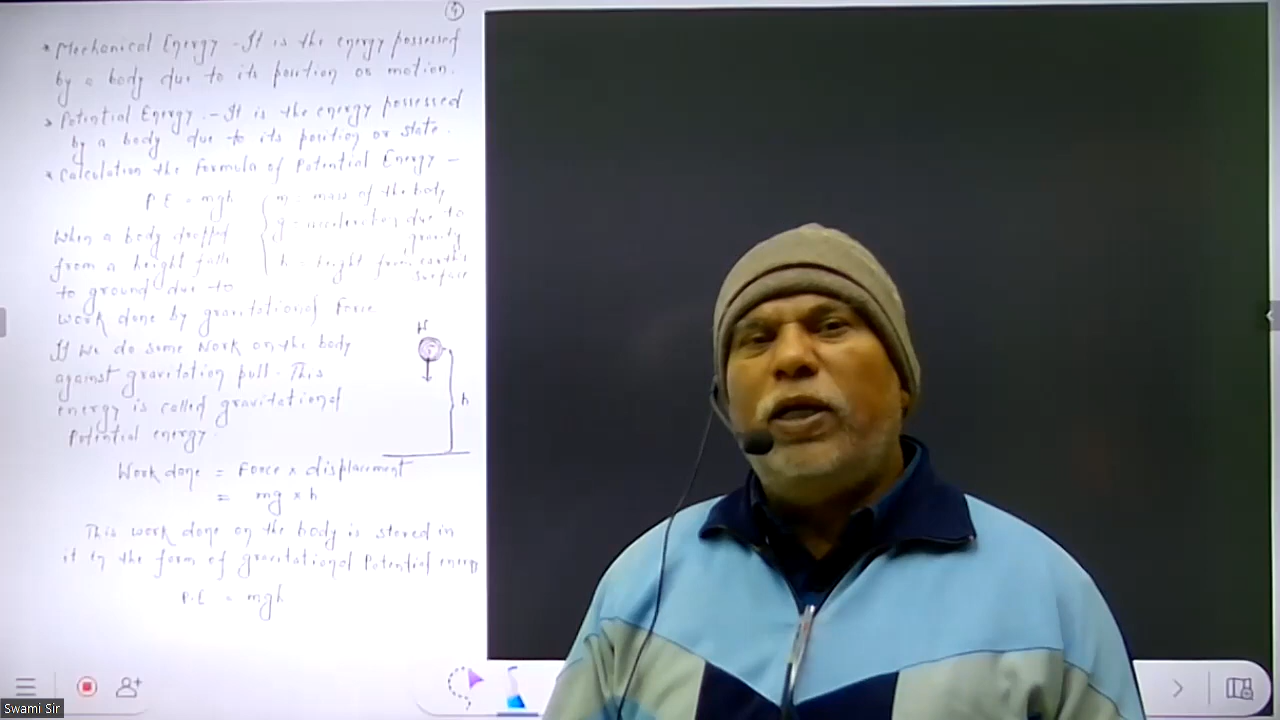 4
* Mechanical Energy - It is the energy possessed
by a body due to its position or motion.
* Potential Energy. - It is the energy possessed
by a body due to its position or state.
* Calculation the formula of Potential Energy -
P.E = mgh { m - mass of the body
g - acceleration due to
gravity
h - height from earth's
surface
When a body dropped
from a height falls
to ground due to
work done by gravitational Force
If we do some work on the body
against gravitation pull. This
energy is called gravitational
Potential energy.
h
Work done = Force x displacement
= mg x h
This work done on the body is stored in
it in the form of gravitational Potential energy
P.E = mgh
Swami Sir